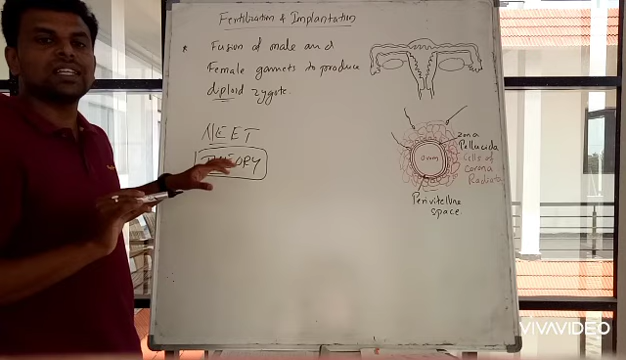 Fertilization & Implantation
* Fusion of male and
Female gamets to produce
diploid zygote.
NEET
THEORY
zona
Pellucida
Cells of
corona
Radiata
Ovum
Perivitelline
space
VIVAVIDEO